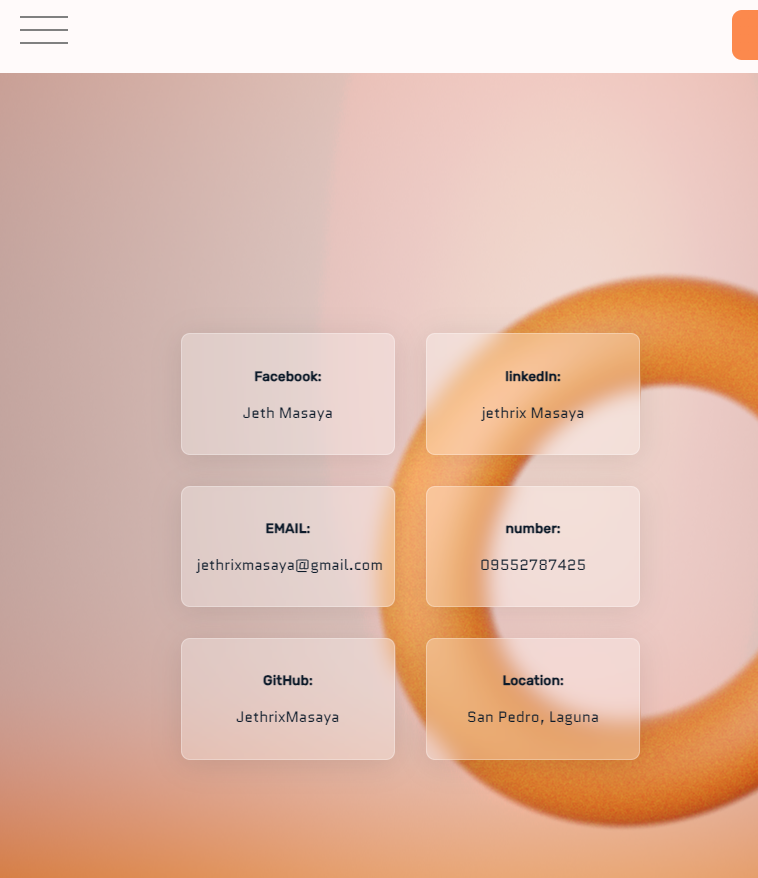 Facebook:
Jeth Masaya
linkedIn:
jethrix Masaya
EMAIL:
jethrixmasaya@gmail.com
number:
09552787425
GitHub:
JethrixMasaya
Location:
San Pedro, Laguna